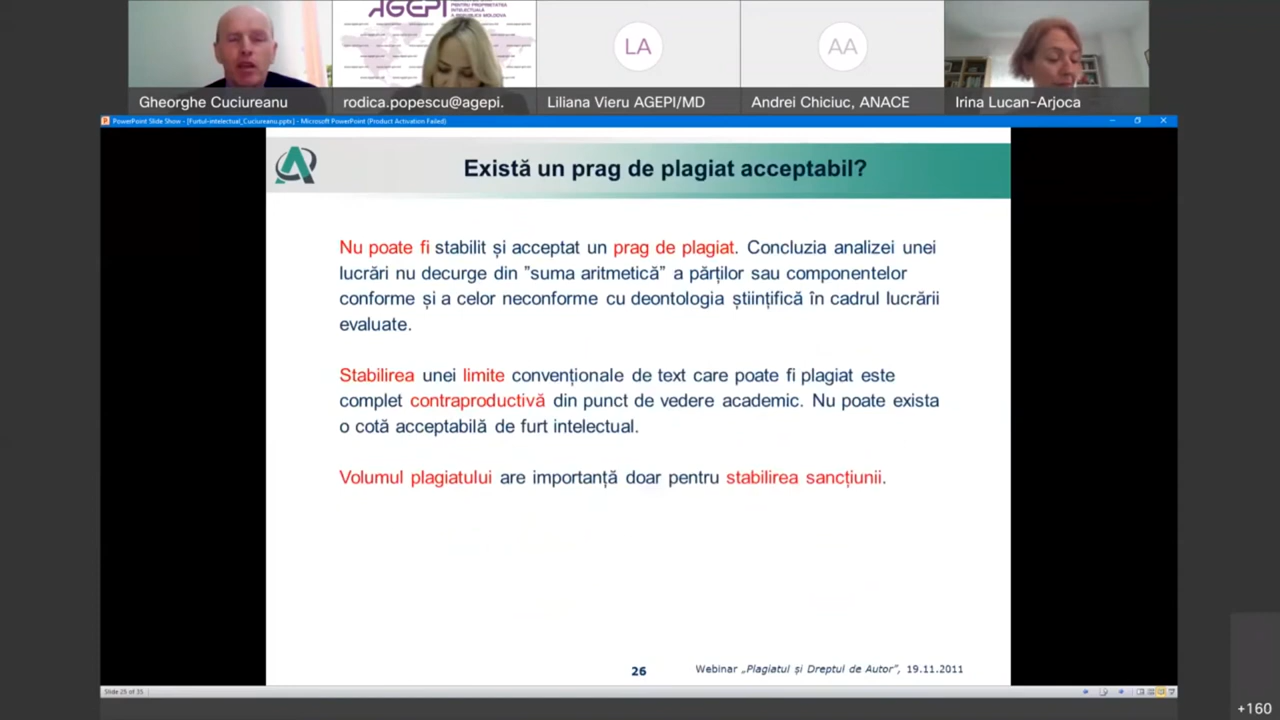 AGEPI
PENTRU PROPRIETATEA
INTELECTUALĂ
A REPUBLICII MOLDOVA
LA
AA
Gheorghe Cuciureanu
rodica.popescu@agepi.
Liliana Vieru AGEPI/MD
Andrei Chiciuc, ANACE
Irina Lucan-Arjoca
PowerPoint Slide Show - [Furtul-intelectual_Cuciureanu.pptx] - Microsoft PowerPoint (Product Activation Failed)
Există un prag de plagiat acceptabil?
Nu poate fi stabilit și acceptat un prag de plagiat. Concluzia analizei unei
lucrări nu decurge din ”suma aritmetică” a părților sau componentelor
conforme și a celor neconforme cu deontologia științifică în cadrul lucrării
evaluate.
Stabilirea unei limite convenționale de text care poate fi plagiat este
complet contraproductivă din punct de vedere academic. Nu poate exista
o cotă acceptabilă de furt intelectual.
Volumul plagiatului are importanță doar pentru stabilirea sancțiunii.
26
Webinar „Plagiatul și Dreptul de Autor”, 19.11.2011
Slide 25 of 35
+160